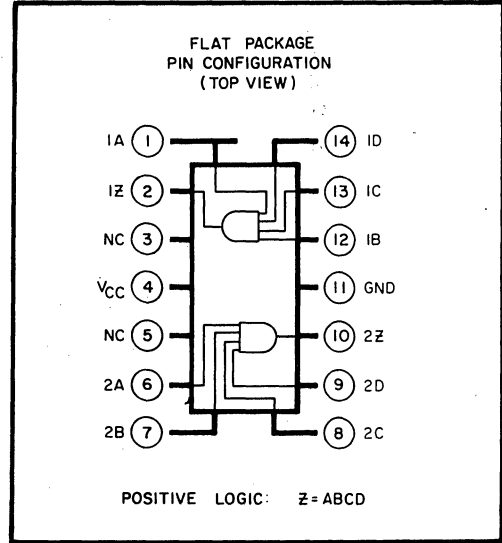 FLAT PACKAGE
PIN CONFIGURATION
(TOP VIEW)
1A 1 14 1D
1Z 2 13 1C
NC 3 12 1B
VCC 4 11 GND
NC 5 10 2Z
2A 6 9 2D
2B 7 8 2C
POSITIVE LOGIC: Z=ABCD